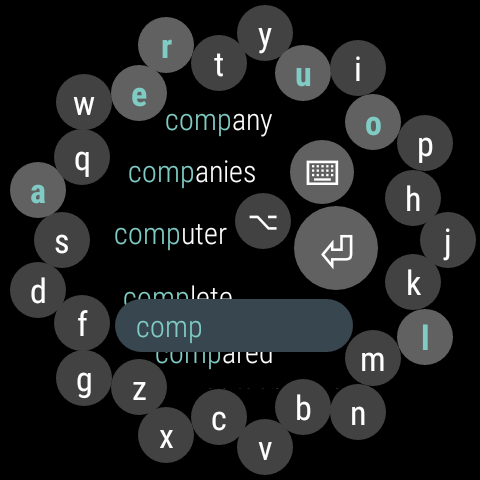 y
r
t
u
i
w
e
o
p
company
q
companies
a
h
s
computer
⌥
j
d
complete
k
f
comp
l
compared
g
z
m
x
c
b
n
v